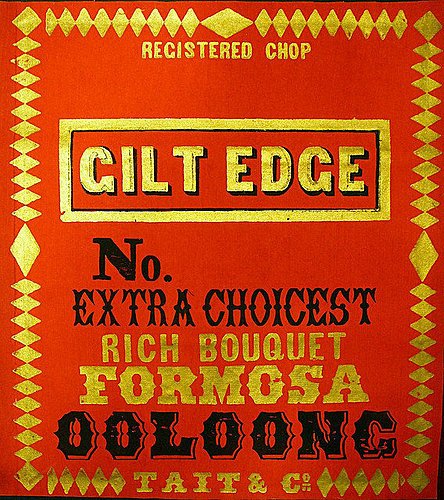 REGISTERED CHOP
GILT EDGE
No.
EXTRA CHOICEST
RICH BOUQUET
FORMOSA
OOLOONG
TAIT & Co